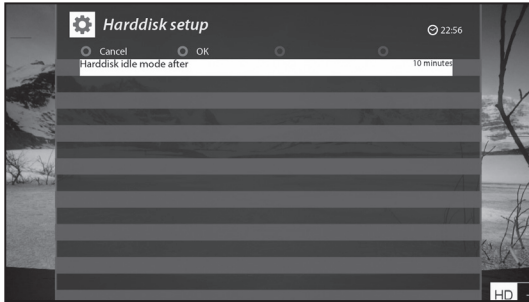 Harddisk setup
22:56
Cancel OK
Harddisk idle mode after 10 minutes
HD